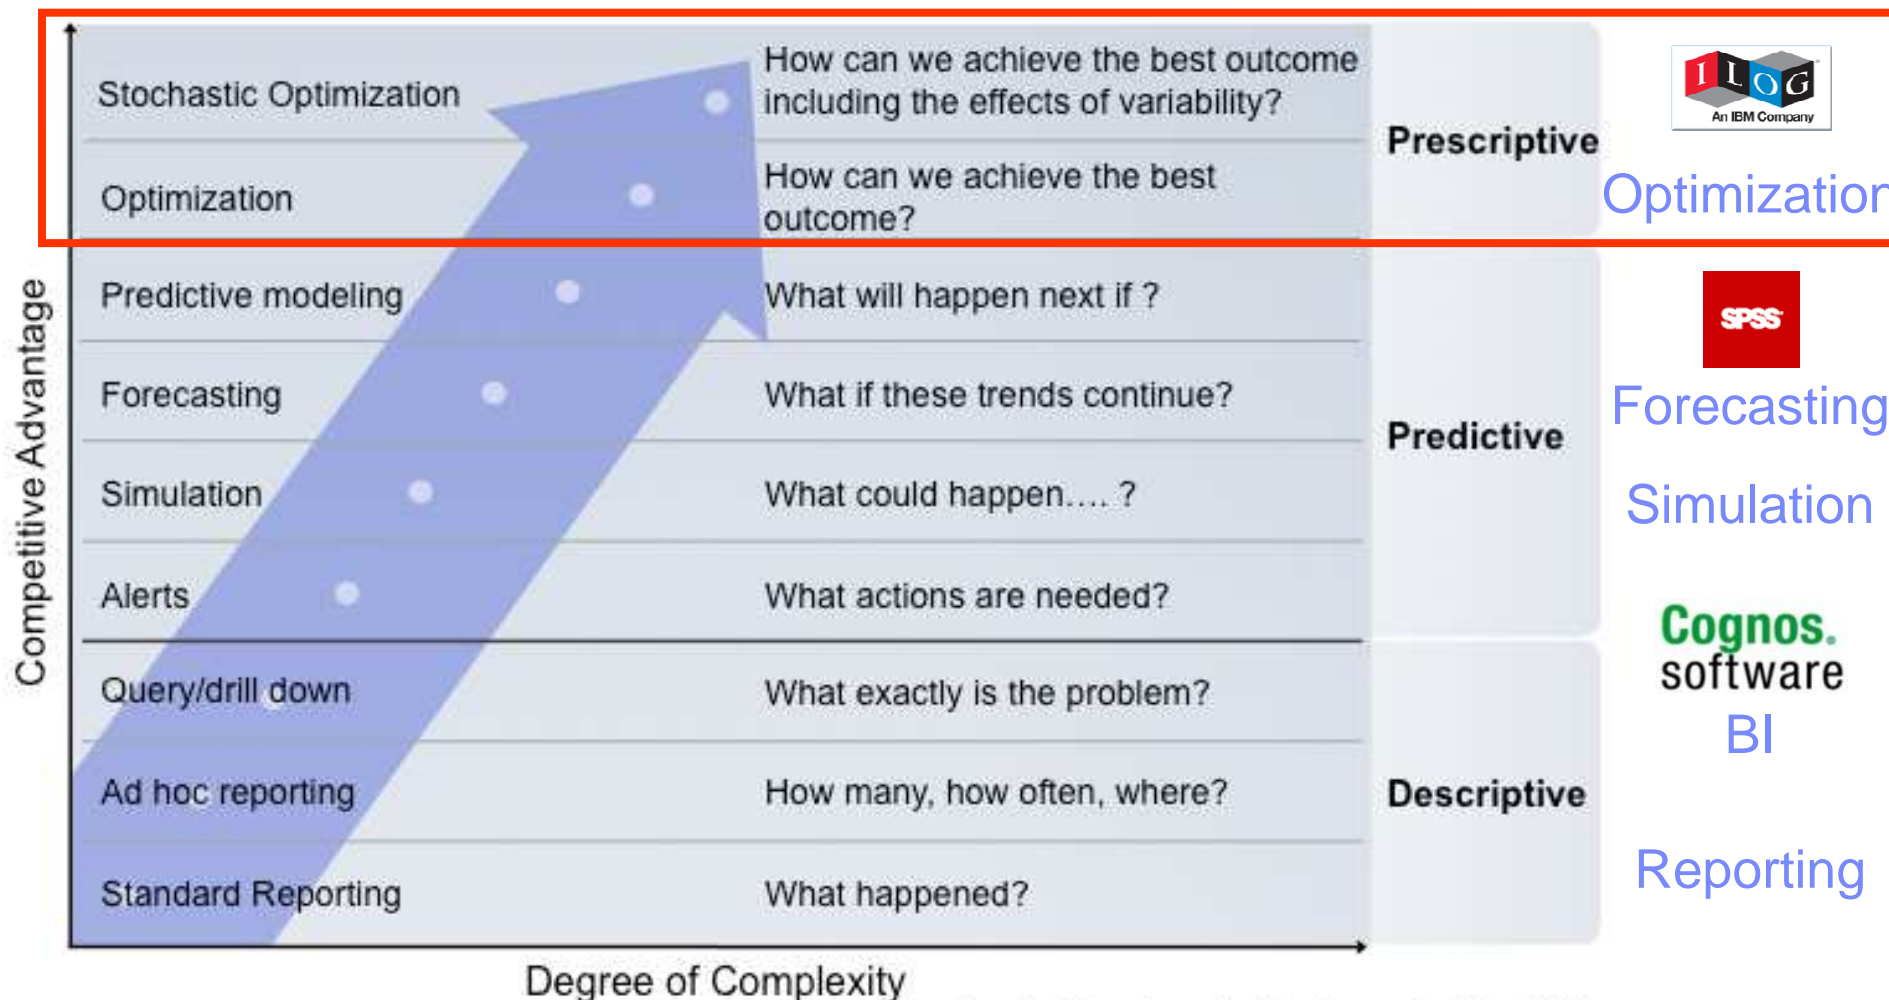 Stochastic Optimization
How can we achieve the best outcome
including the effects of variability?
Optimization
How can we achieve the best
outcome?
Prescriptive
ILOG
An IBM Company
Optimization
Predictive modeling
What will happen next if ?
Forecasting
What if these trends continue?
Simulation
What could happen.... ?
Alerts
What actions are needed?
Predictive
SPSS
Forecasting
Simulation
Query/drill down
What exactly is the problem?
Ad hoc reporting
How many, how often, where?
Standard Reporting
What happened?
Descriptive
Cognos.
software
BI
Reporting
Competitive Advantage
Degree of Complexity